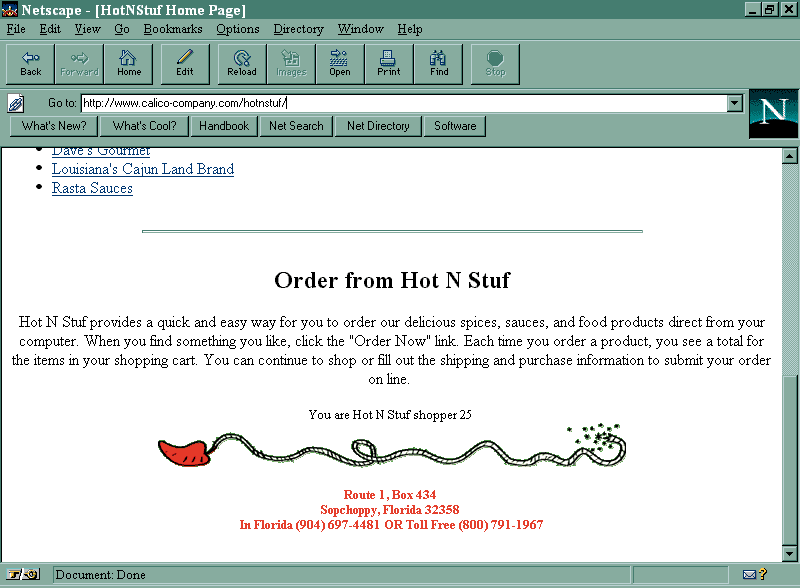 Netscape - [HotNStuf Home Page]
File Edit View Go Bookmarks Options Directory Window Help
Back Forward Home Edit Reload Images Open Print Find Stop
Go to: http://www.calico-company.com/hotnstuf/
N
What's New? What's Cool? Handbook Net Search Net Directory Software
Dave's Gourmet
Louisiana's Cajun Land Brand
Rasta Sauces
Order from Hot N Stuf
Hot N Stuf provides a quick and easy way for you to order our delicious spices, sauces, and food products direct from your
computer. When you find something you like, click the "Order Now" link. Each time you order a product, you see a total for
the items in your shopping cart. You can continue to shop or fill out the shipping and purchase information to submit your order
on line.
You are Hot N Stuf shopper 25
Route 1, Box 434
Sopchoppy, Florida 32358
In Florida (904) 697-4481 OR Toll Free (800) 791-1967
Document: Done